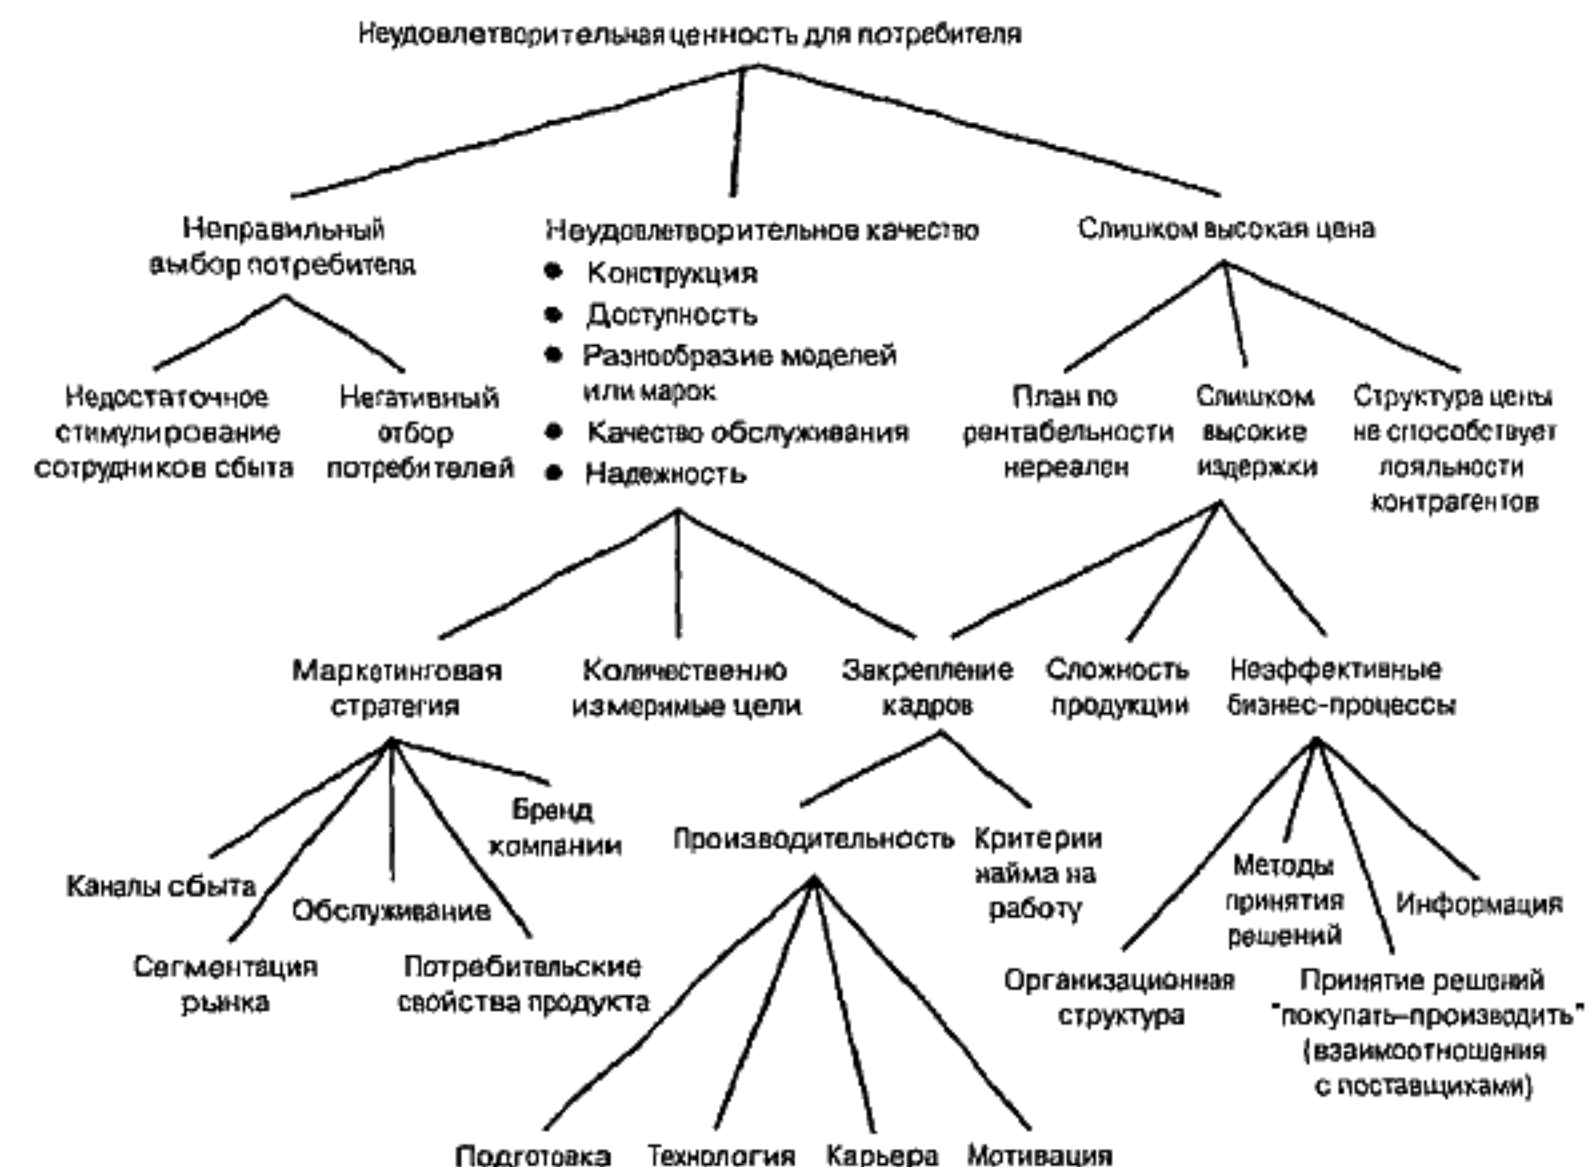 Неудовлетворительная ценность для потребителя
Неправильный
выбор потребителя
Неудовлетворительное качество
● Конструкция
● Доступность
● Разнообразие моделей
или марок
● Качество обслуживания
● Надежность
Слишком высокая цена
Недостаточное
стимулирование
сотрудников сбыта
Негативный
отбор
потребителей
План по
рентабельности
нереален
Слишком
высокие
издержки
Структура цены
не способствует
лояльности
контрагентов
Маркетинговая
стратегия
Количественно
измеримые цели
Закрепление
кадров
Сложность
продукции
Неэффективные
бизнес-процессы
Каналы сбыта
Сегментация
рынка
Обслуживание
Потребительские
свойства продукта
Бренд
компании
Производительность
Критерии
найма на
работу
Организационная
структура
Методы
принятия
решений
Принятие решений
"покупать–производить"
(взаимоотношения
с поставщиками)
Информация
Подготовка
Технология
Карьера
Мотивация